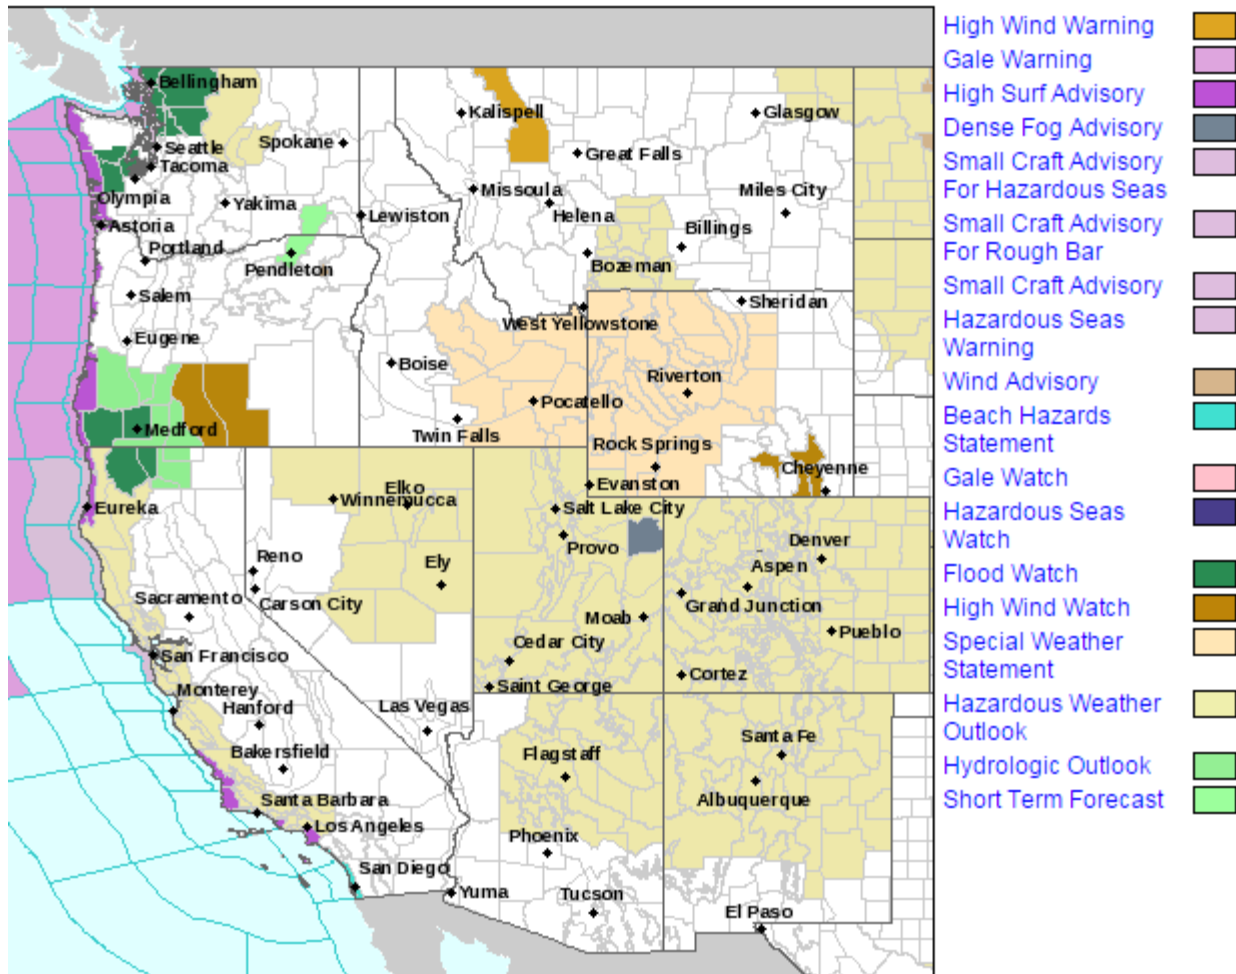 Bellingham
Seattle
Tacoma
Olympia
Astoria
Spokane
Yakima
Portland
Pendleton
Salem
Eugene
Medford
Lewiston
Kalispell
Great Falls
Glasgow
Missoula
Helena
Miles City
Billings
Bozeman
West Yellowstone
Sheridan
Boise
Pocatello
Twin Falls
Riverton
Rock Springs
Cheyenne
Evanston
Eureka
Winnemucca
Elko
Reno
Carson City
Ely
Salt Lake City
Provo
Moab
Cedar City
Saint George
Denver
Aspen
Grand Junction
Pueblo
Cortez
Sacramento
San Francisco
Monterey
Hanford
Bakersfield
Las Vegas
Santa Barbara
Los Angeles
San Diego
Flagstaff
Phoenix
Yuma
Tucson
Santa Fe
Albuquerque
El Paso
High Wind Warning
Gale Warning
High Surf Advisory
Dense Fog Advisory
Small Craft Advisory
For Hazardous Seas
Small Craft Advisory
For Rough Bar
Small Craft Advisory
Hazardous Seas
Warning
Wind Advisory
Beach Hazards
Statement
Gale Watch
Hazardous Seas
Watch
Flood Watch
High Wind Watch
Special Weather
Statement
Hazardous Weather
Outlook
Hydrologic Outlook
Short Term Forecast